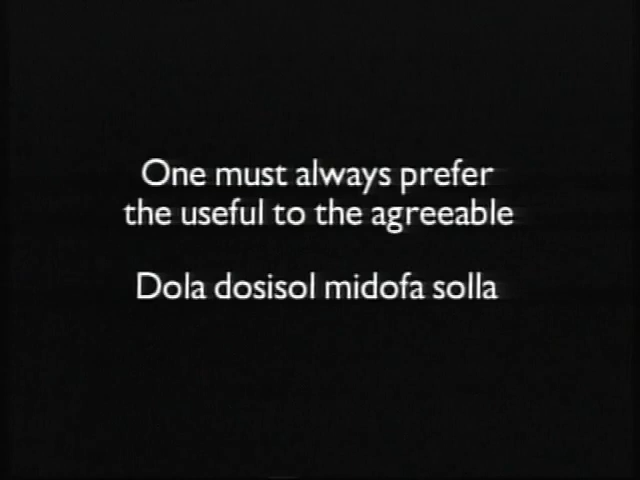 One must always prefer
the useful to the agreeable
Dola dosisol midofa solla